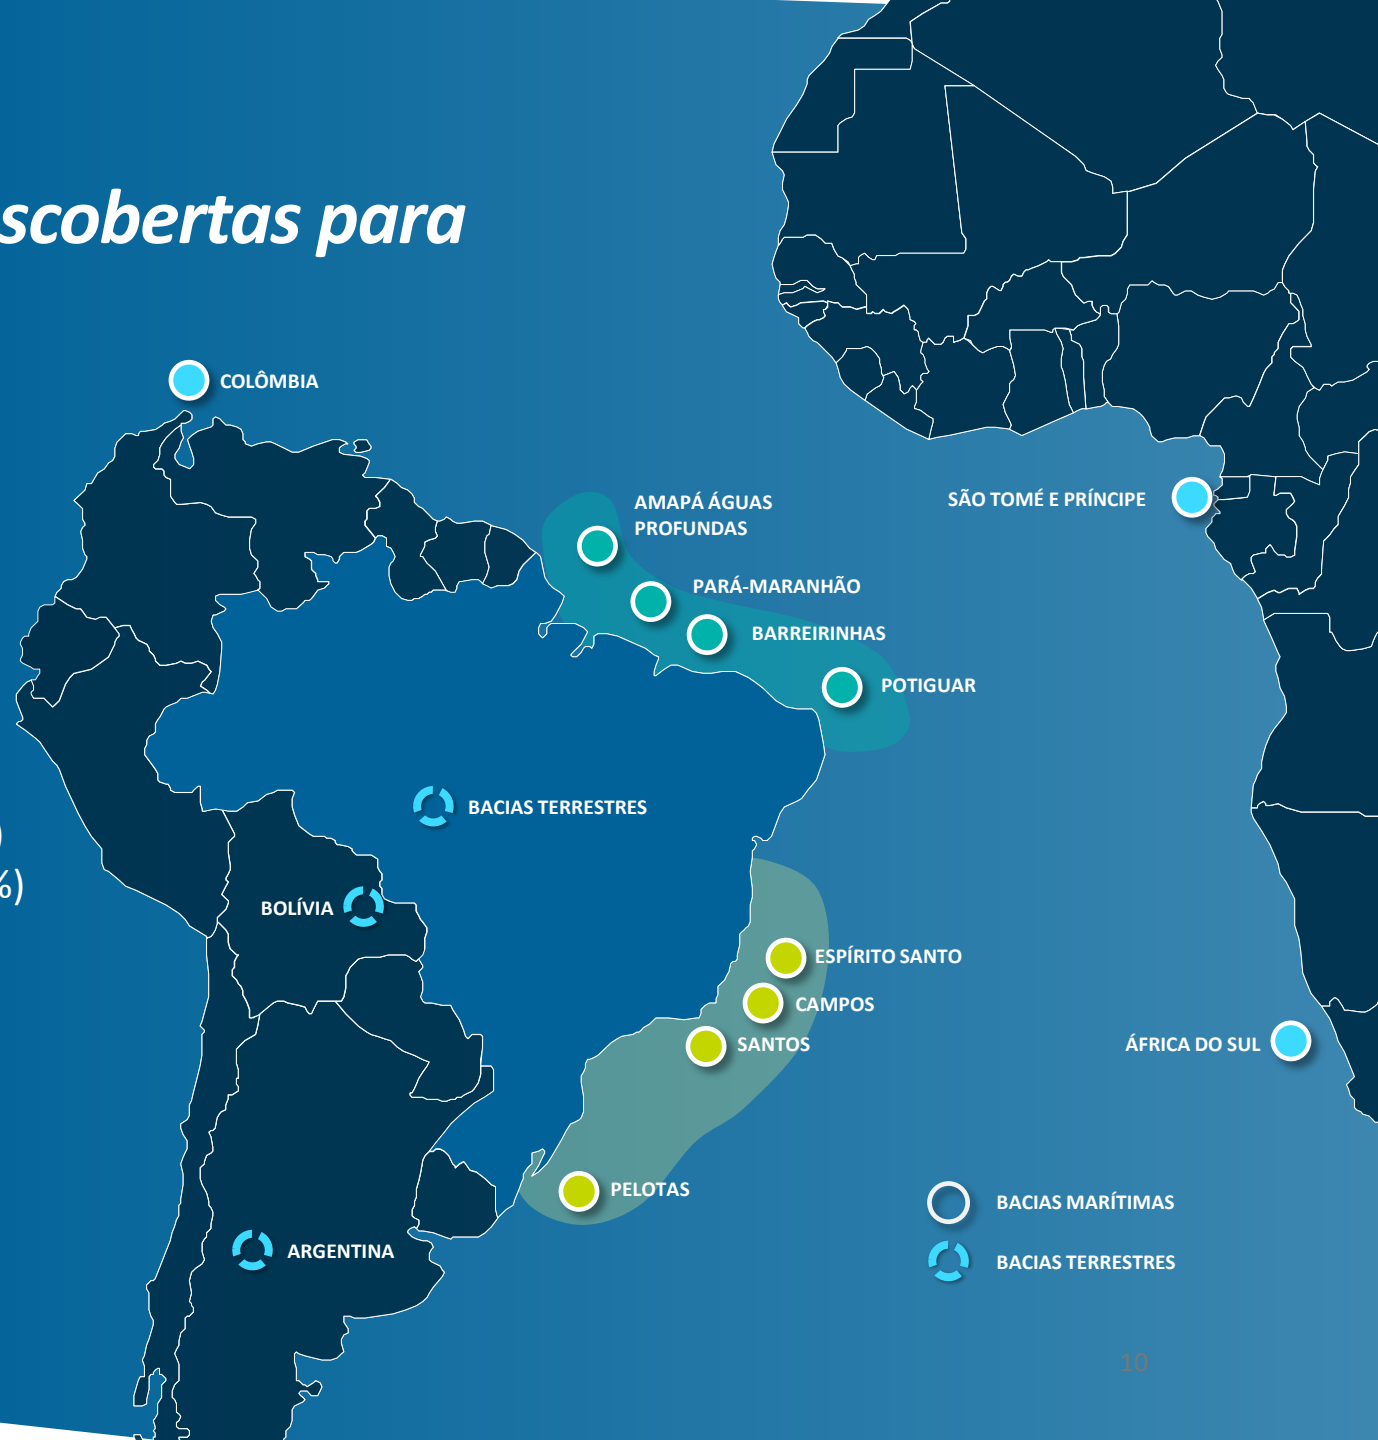 scobertas para
COLÔMBIA
AMAPÁ ÁGUAS
PROFUNDAS
SÃO TOMÉ E PRÍNCIPE
PARÁ-MARANHÃO
BARREIRINHAS
POTIGUAR
BACIAS TERRESTRES
)
%)
BOLÍVIA
ESPÍRITO SANTO
CAMPOS
SANTOS
ÁFRICA DO SUL
PELOTAS
BACIAS MARÍTIMAS
ARGENTINA
BACIAS TERRESTRES
10